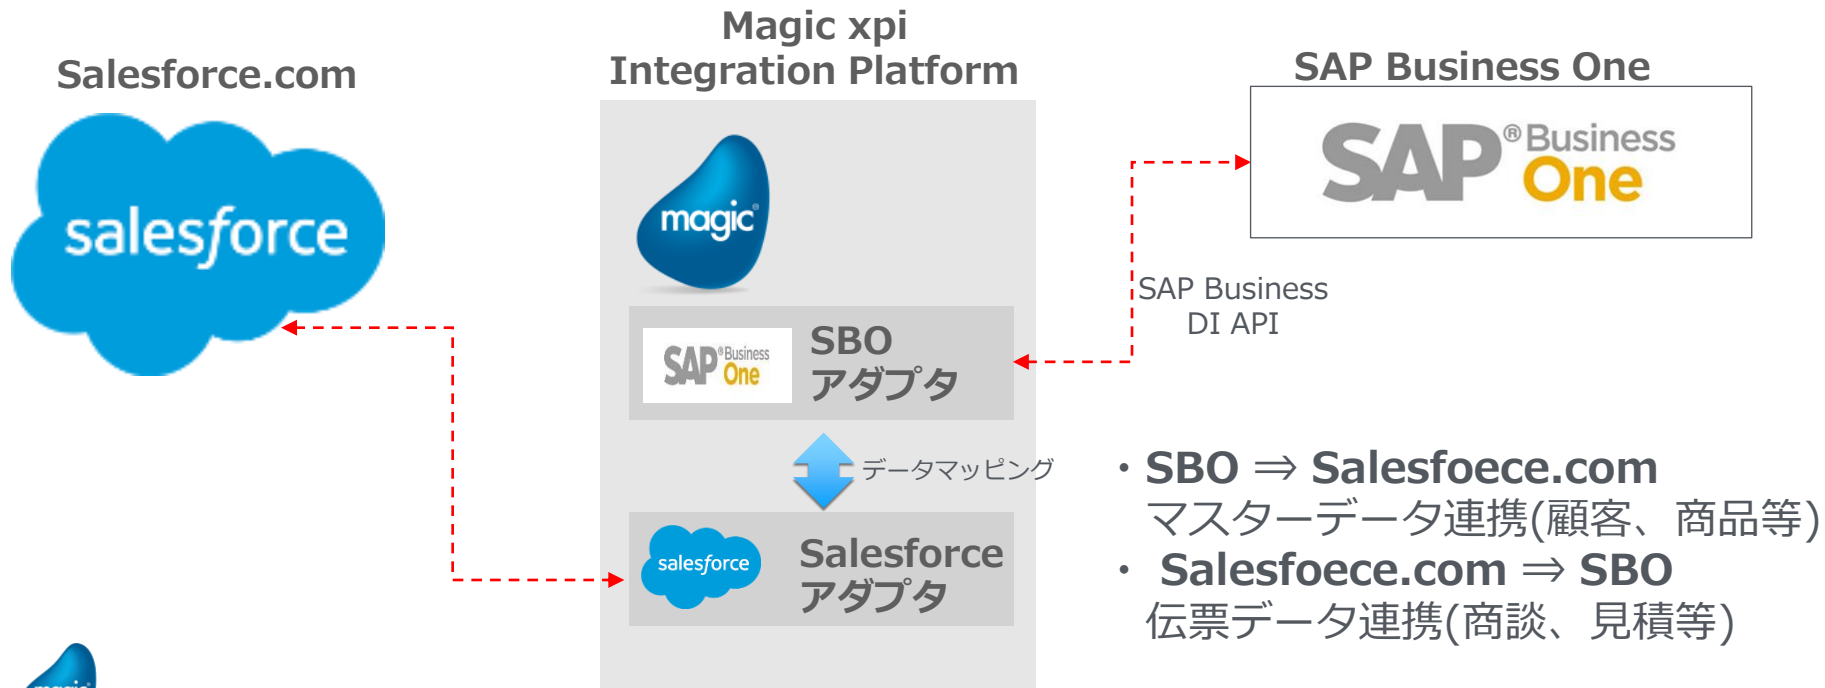 Salesforce.com
salesforce
Magic xpi
Integration Platform
magic
SBO
アダプタ
SAP® Business
One
データマッピング
Salesforce
アダプタ
salesforce
SAP Business One
SAP® Business
One
SAP Business
DI API
・SBO ⇒ Salesfoece.com
マスターデータ連携(顧客、商品等)
・ Salesfoece.com ⇒ SBO
伝票データ連携(商談、見積等)
magic